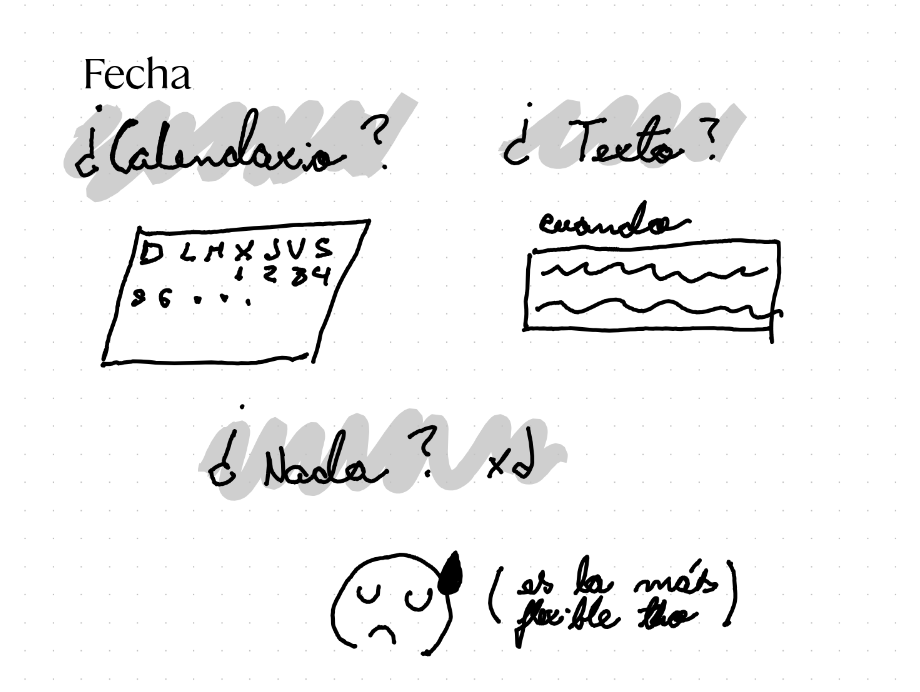 Fecha
¿Calendario?
¿Texto?
D L M X J V S
1 2 3 4
5 6 . . .
cuando
¿Nada? xd
(es la más
flexible tho)